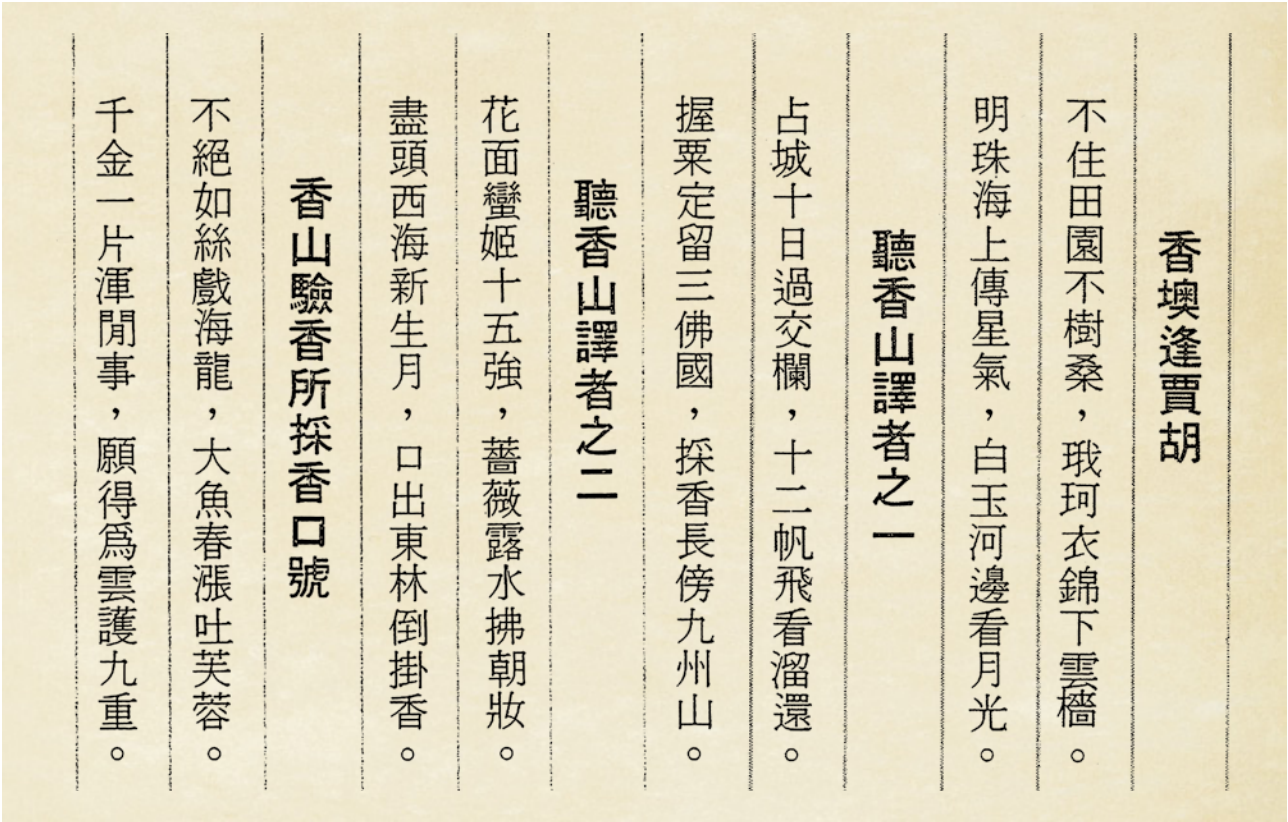 香墺逢賈胡
不住田園不樹桑，珴珂衣錦下雲檣。
明珠海上傳星氣，白玉河邊看月光。
聽香山譯者之一
占城十日過交欄，十二帆飛看溜還。
握粟定留三佛國，採香長傍九州山。
聽香山譯者之二
花面蠻姬十五強，薔薇露水拂朝妝。
盡頭西海新生月，口出東林倒掛香。
香山驗香所採香口號
不絕如絲戲海龍，大魚春漲吐芙蓉。
千金一片渾閒事，願得爲雲護九重。